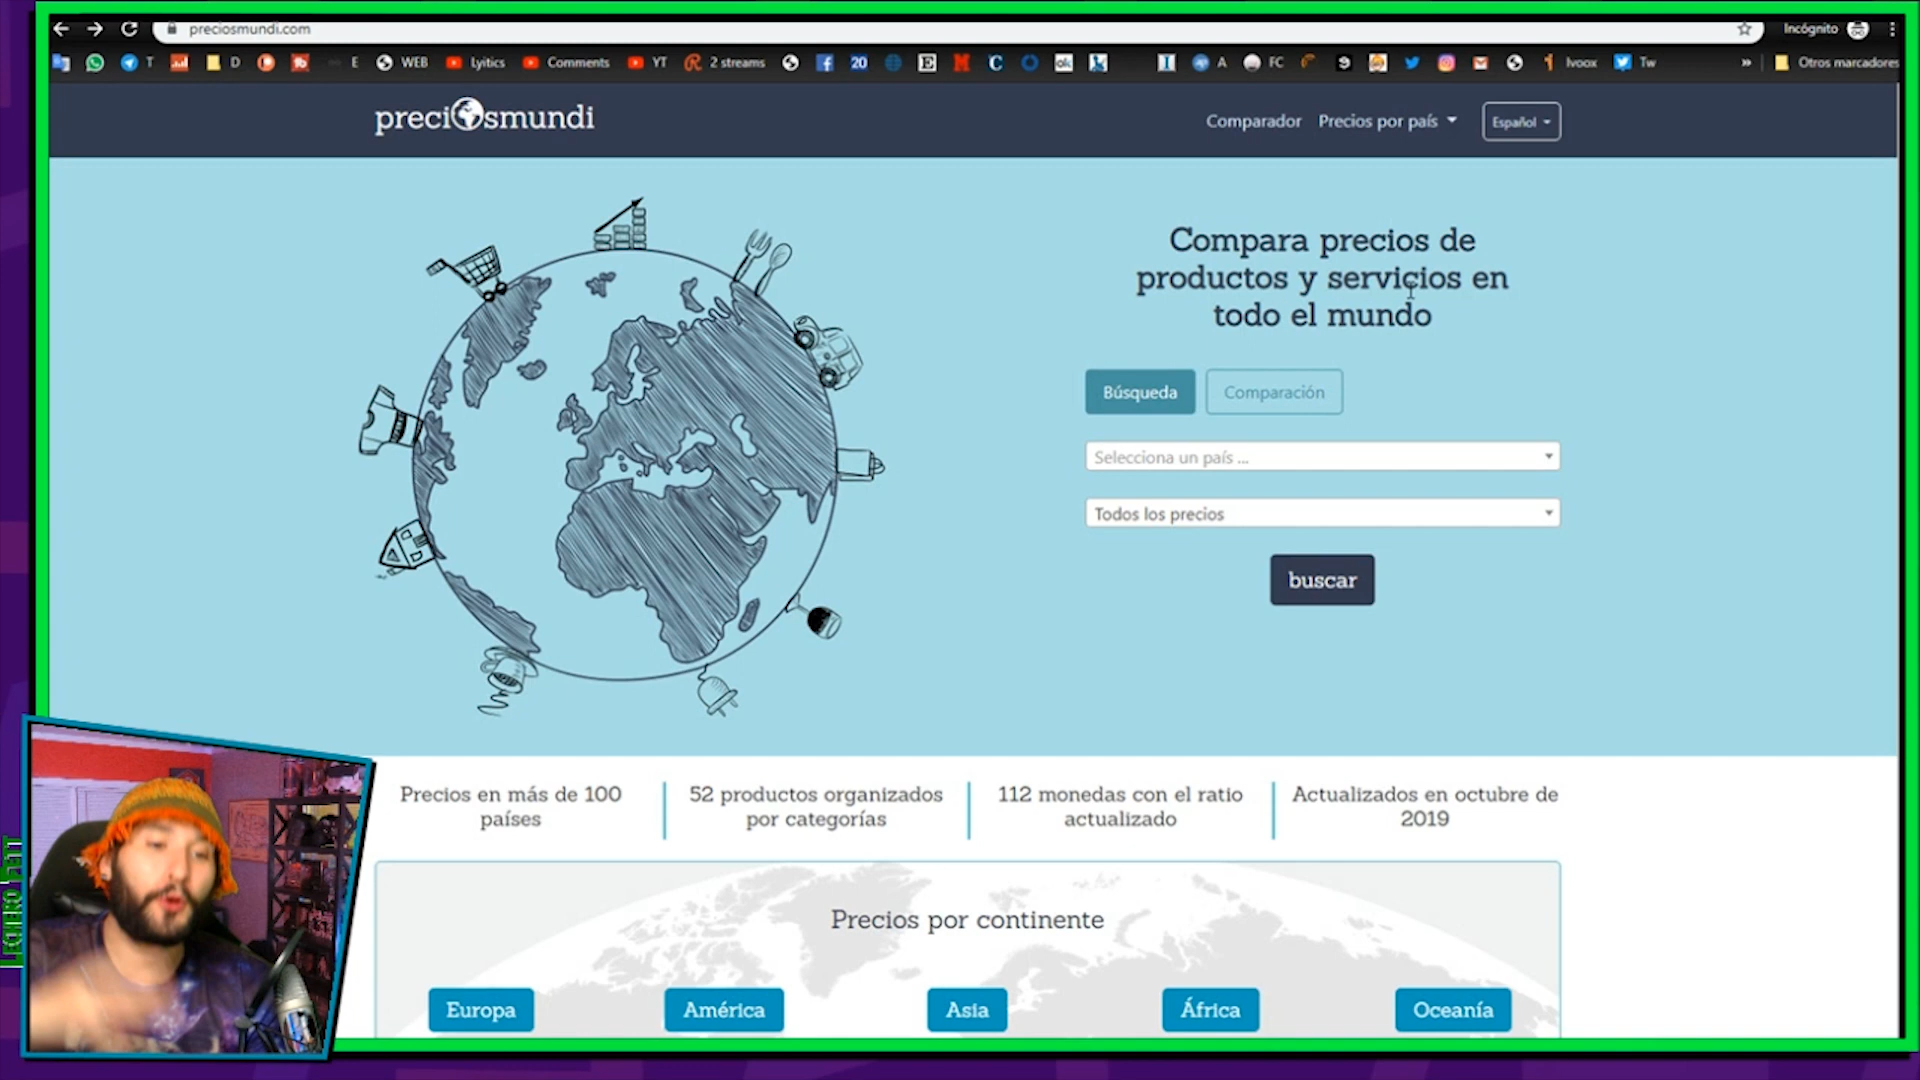 preciosmundi.com
Incógnito
T
D
E
WEB
Lyitics
Comments
YT
2 streams
20
A
FC
Ivoox
Tw
»
Otros marcadores
preciosmundi
Comparador
Precios por país
Español
Compara precios de
productos y servicios en
todo el mundo
Búsqueda
Comparación
Selecciona un país ...
Todos los precios
buscar
Precios en más de 100
países
52 productos organizados
por categorías
112 monedas con el ratio
actualizado
Actualizados en octubre de
2019
Precios por continente
Europa
América
Asia
África
Oceanía